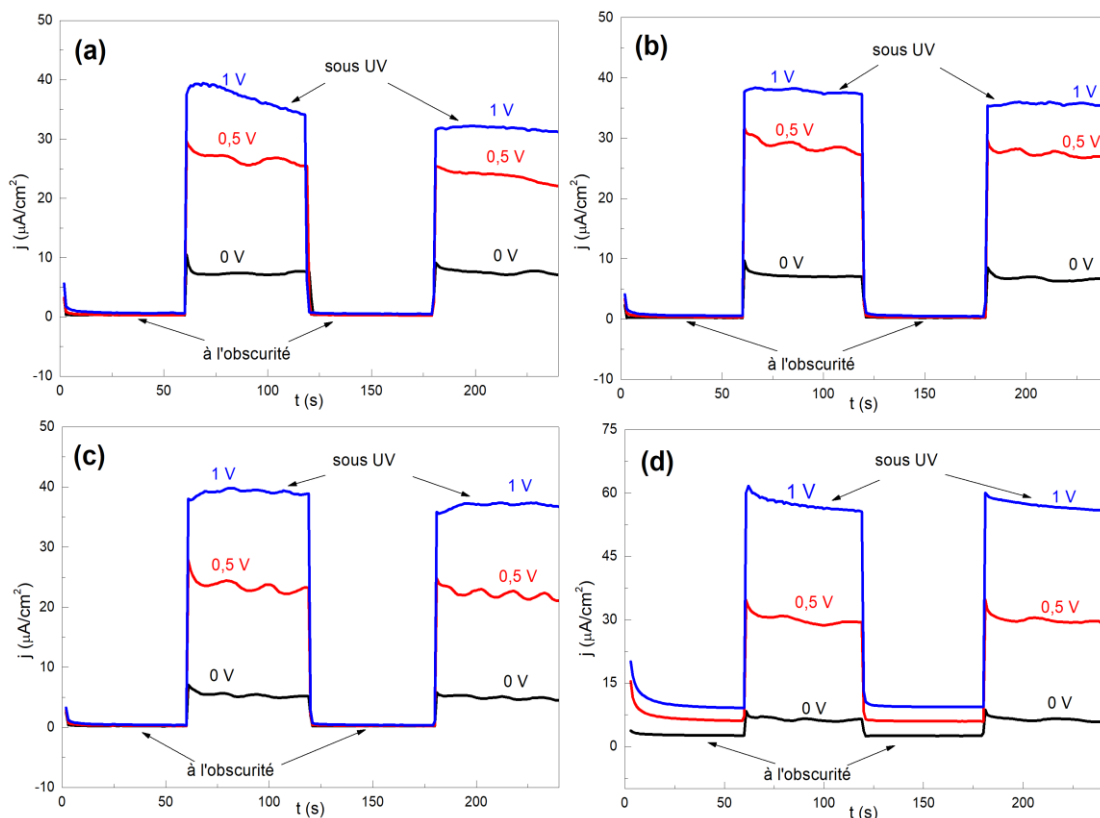 (a)
50
40
30
20
10
0
-10
j (µA/cm²)
0
50
100
150
200
t (s)
sous UV
1 V
1 V
0,5 V
0,5 V
0 V
0 V
à l'obscurité
(b)
50
40
30
20
10
0
-10
j (µA/cm²)
0
50
100
150
200
t (s)
sous UV
1 V
1 V
0,5 V
0,5 V
0 V
0 V
à l'obscurité
(c)
50
40
30
20
10
0
-10
j (µA/cm²)
0
50
100
150
200
t (s)
sous UV
1 V
1 V
0,5 V
0,5 V
0 V
0 V
à l'obscurité
(d)
75
60
45
30
15
0
j (µA/cm²)
0
50
100
150
200
t (s)
sous UV
1 V
1 V
0,5 V
0,5 V
0 V
0 V
à l'obscurité